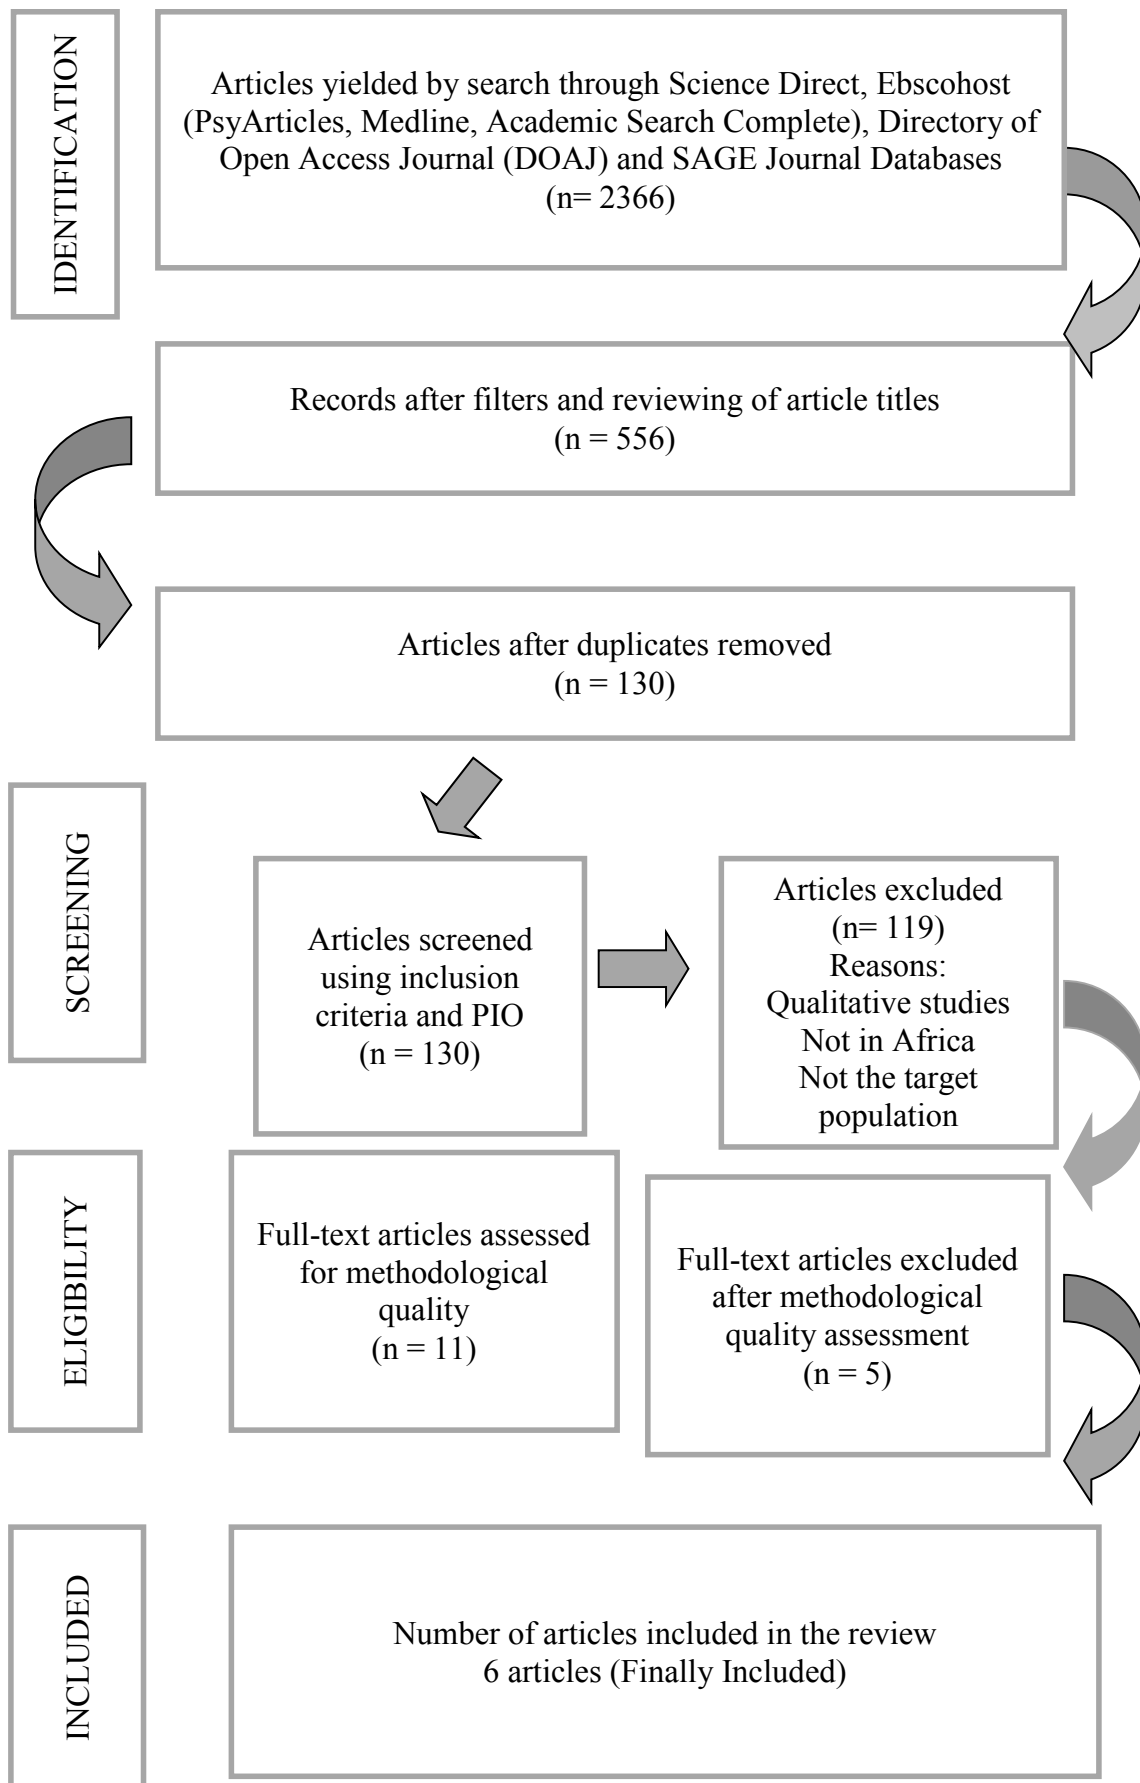 IDENTIFICATION
Articles yielded by search through Science Direct, Ebscohost
(PsyArticles, Medline, Academic Search Complete), Directory of
Open Access Journal (DOAJ) and SAGE Journal Databases
(n= 2366)
Records after filters and reviewing of article titles
(n = 556)
Articles after duplicates removed
(n = 130)
SCREENING
Articles screened
using inclusion
criteria and PIO
(n = 130)
Articles excluded
(n= 119)
Reasons:
Qualitative studies
Not in Africa
Not the target
population
ELIGIBILITY
Full-text articles assessed
for methodological
quality
(n = 11)
Full-text articles excluded
after methodological
quality assessment
(n = 5)
INCLUDED
Number of articles included in the review
6 articles (Finally Included)